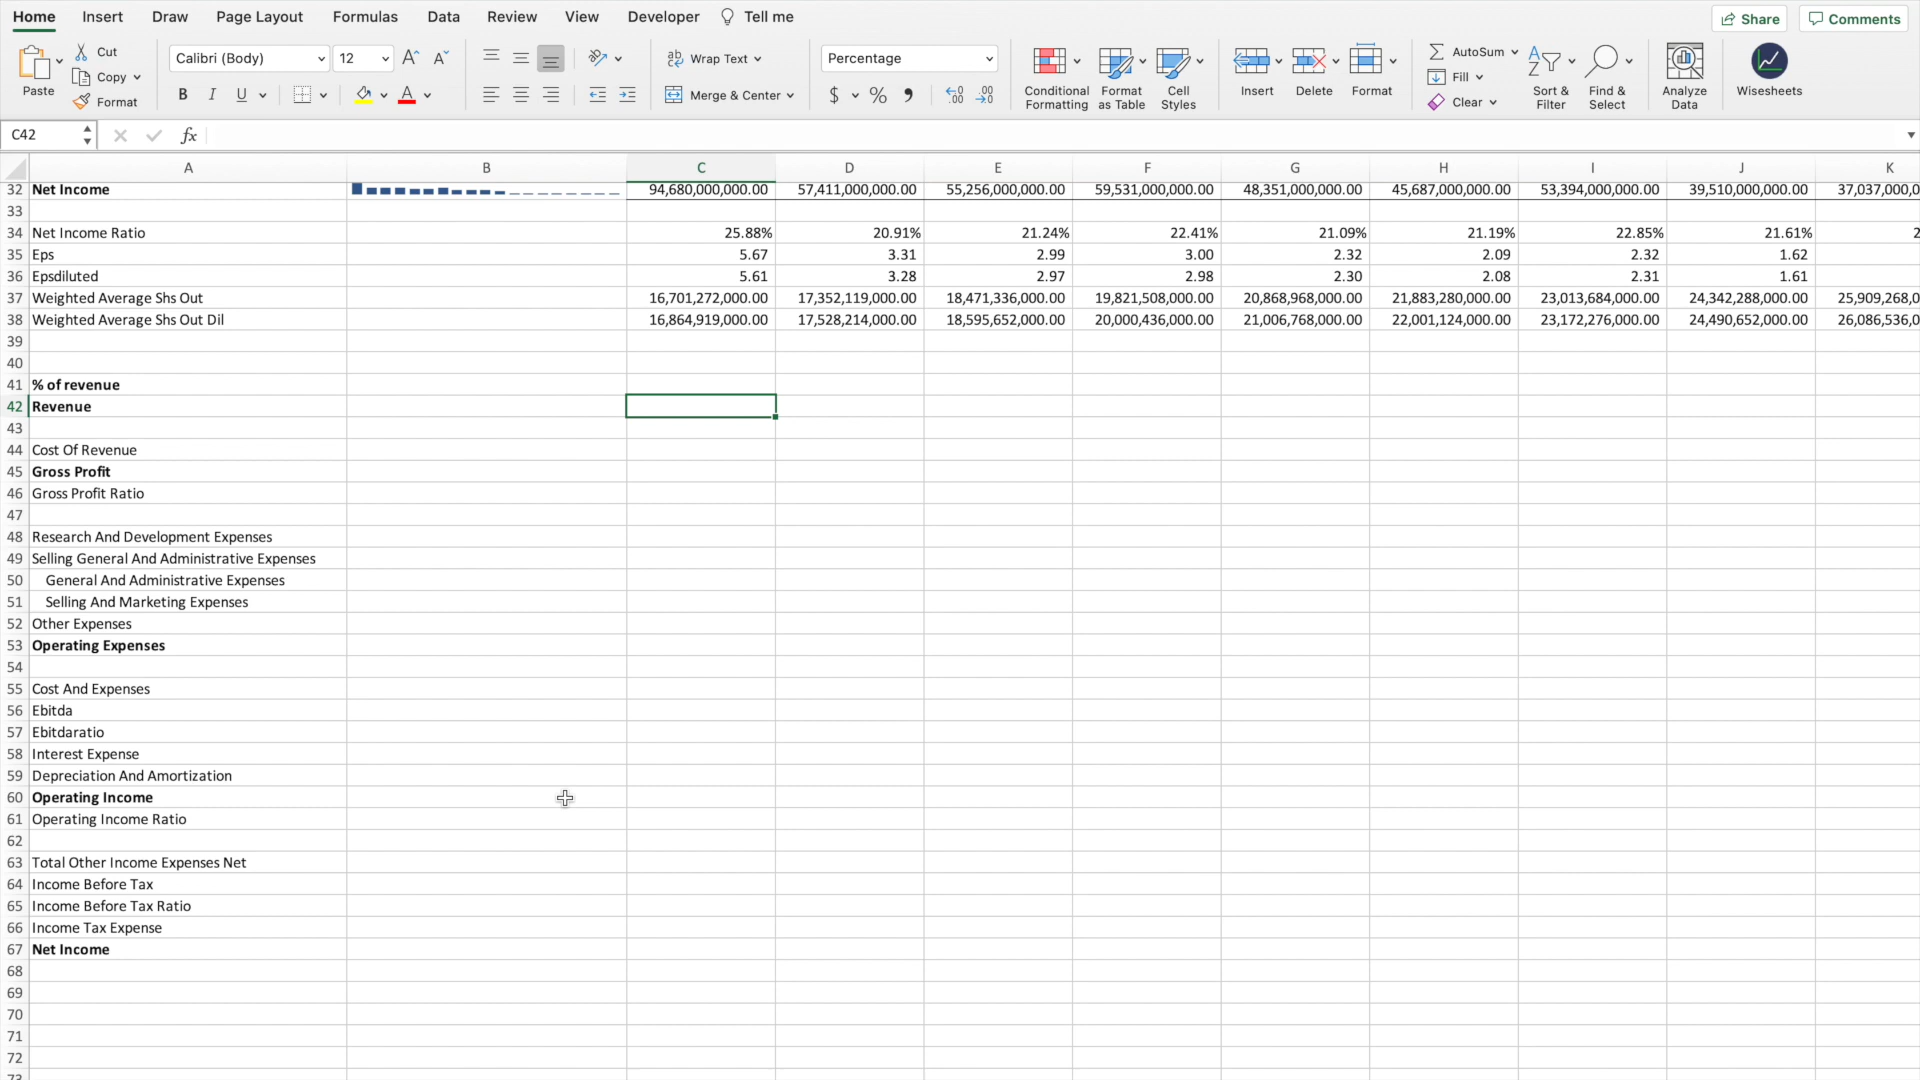 Home Insert Draw Page Layout Formulas Data Review View Developer Tell me Share Comments
Paste Cut Copy Format
Calibri (Body) 12 A^ A˅
B I U A
ab Wrap Text
Merge & Center
Percentage
$ % 9 .00 .00
Conditional Formatting
Format as Table
Cell Styles
Insert Delete Format
AutoSum
Fill
Clear
Sort & Filter
Find & Select
Analyze Data
Wisesheets
C42 fx
A B C D E F G H I J K
32 Net Income 94,680,000,000.00 57,411,000,000.00 55,256,000,000.00 59,531,000,000.00 48,351,000,000.00 45,687,000,000.00 53,394,000,000.00 39,510,000,000.00 37,037,000,0
33
34 Net Income Ratio 25.88% 20.91% 21.24% 22.41% 21.09% 21.19% 22.85% 21.61% 2
35 Eps 5.67 3.31 2.99 3.00 2.32 2.09 2.32 1.62
36 Epsdiluted 5.61 3.28 2.97 2.98 2.30 2.08 2.31 1.61
37 Weighted Average Shs Out 16,701,272,000.00 17,352,119,000.00 18,471,336,000.00 19,821,508,000.00 20,868,968,000.00 21,883,280,000.00 23,013,684,000.00 24,342,288,000.00 25,909,268,0
38 Weighted Average Shs Out Dil 16,864,919,000.00 17,528,214,000.00 18,595,652,000.00 20,000,436,000.00 21,006,768,000.00 22,001,124,000.00 23,172,276,000.00 24,490,652,000.00 26,086,536,0
39
40
41 % of revenue
42 Revenue
43
44 Cost Of Revenue
45 Gross Profit
46 Gross Profit Ratio
47
48 Research And Development Expenses
49 Selling General And Administrative Expenses
50 General And Administrative Expenses
51 Selling And Marketing Expenses
52 Other Expenses
53 Operating Expenses
54
55 Cost And Expenses
56 Ebitda
57 Ebitdaratio
58 Interest Expense
59 Depreciation And Amortization
60 Operating Income
61 Operating Income Ratio
62
63 Total Other Income Expenses Net
64 Income Before Tax
65 Income Before Tax Ratio
66 Income Tax Expense
67 Net Income
68
69
70
71
72
73